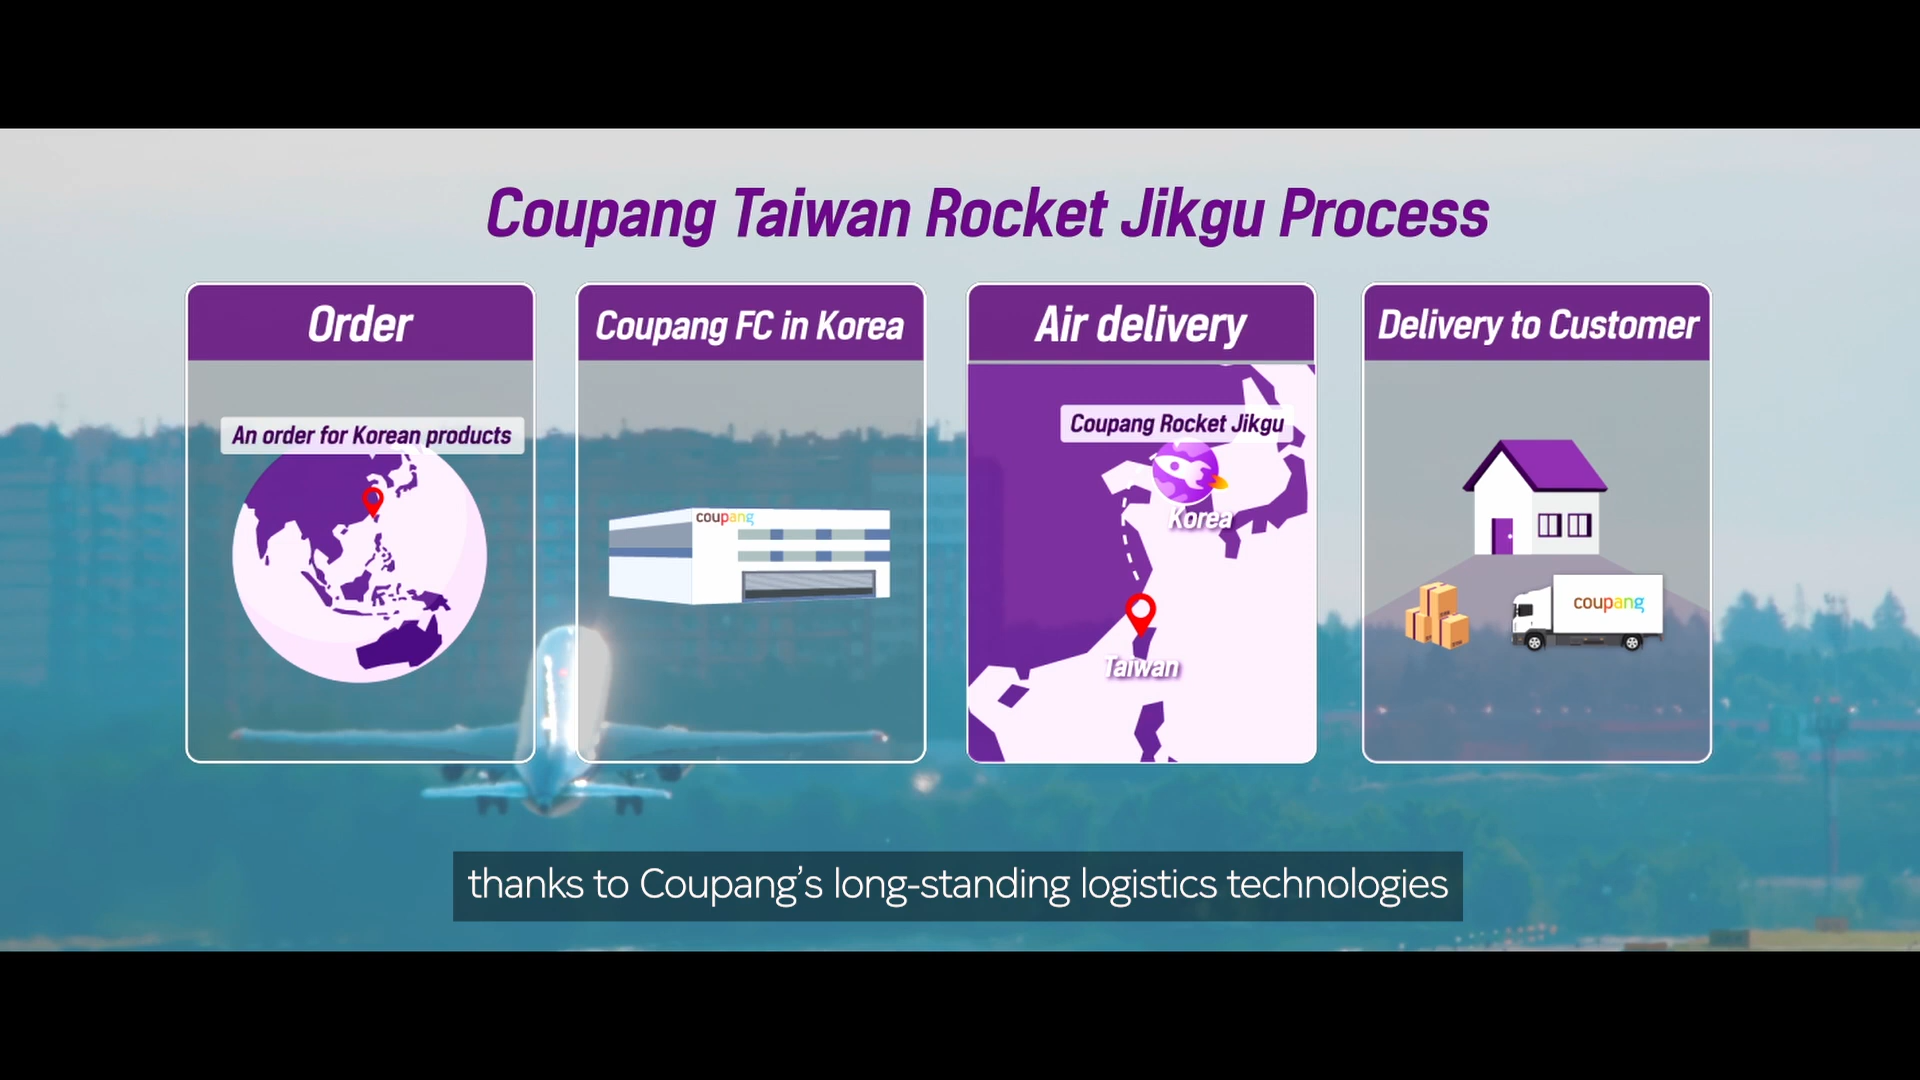 Coupang Taiwan Rocket Jikgu Process
Order
An order for Korean products
Coupang FC in Korea
coupang
Air delivery
Coupang Rocket Jikgu
Korea
Taiwan
Delivery to Customer
coupang
thanks to Coupang's long-standing logistics technologies